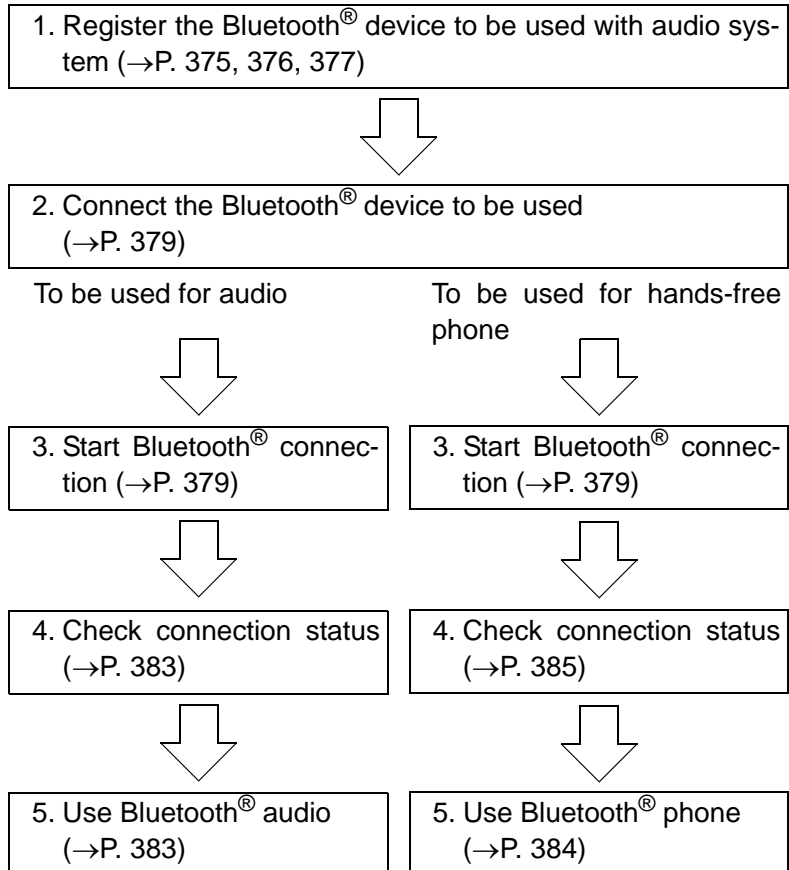 1. Register the Bluetooth® device to be used with audio sys-
tem (→P. 375, 376, 377)
2. Connect the Bluetooth® device to be used
(→P. 379)
To be used for audio
To be used for hands-free
phone
3. Start Bluetooth® connec-
tion (→P. 379)
3. Start Bluetooth® connec-
tion (→P. 379)
4. Check connection status
(→P. 383)
4. Check connection status
(→P. 385)
5. Use Bluetooth® audio
(→P. 383)
5. Use Bluetooth® phone
(→P. 384)